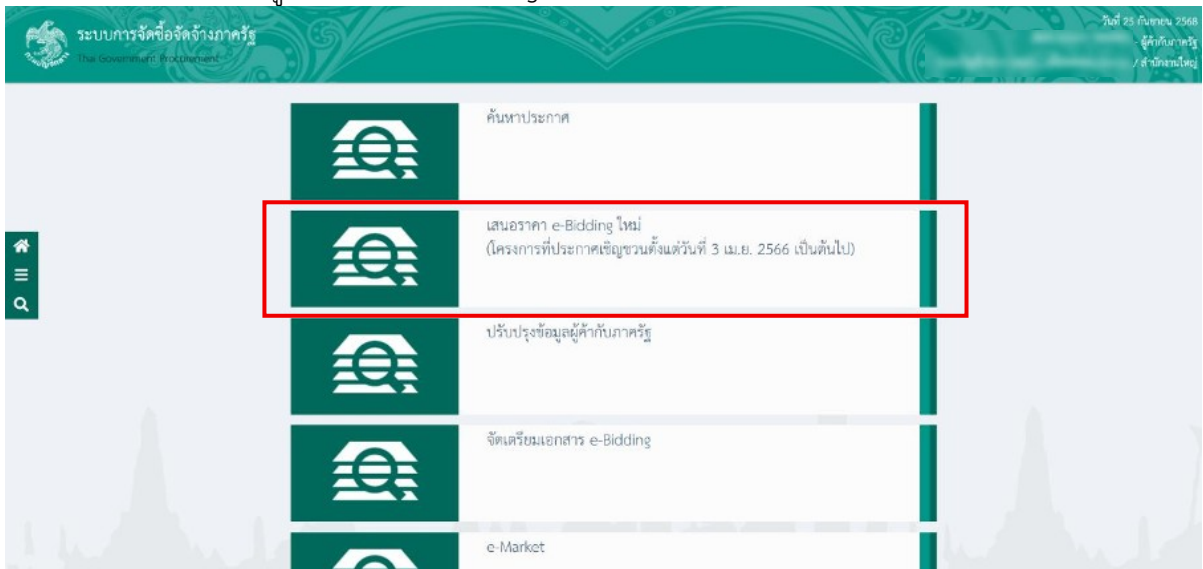 ระบบการจัดซื้อจัดจ้างภาครัฐ
Thai Government Procurement
วันที่ 25 กันยายน 2568
- ผู้ค้ากับภาครัฐ
/ สำนักงานใหญ่
ค้นหาประกาศ
เสนอราคา e-Bidding ใหม่
(โครงการที่ประกาศเชิญชวนตั้งแต่วันที่ 3 เม.ย. 2566 เป็นต้นไป)
ปรับปรุงข้อมูลผู้ค้ากับภาครัฐ
จัดเตรียมเอกสาร e-Bidding
e-Market